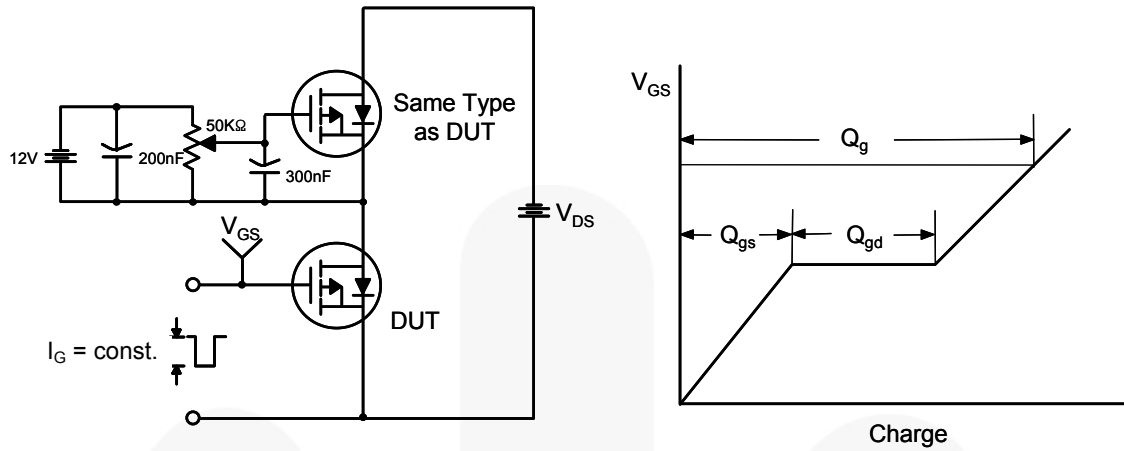 12V
200nF
50KΩ
300nF
Same Type
as DUT
V_GS
DUT
I_G = const.
V_DS
V_GS
Q_g
Q_gs
Q_gd
Charge